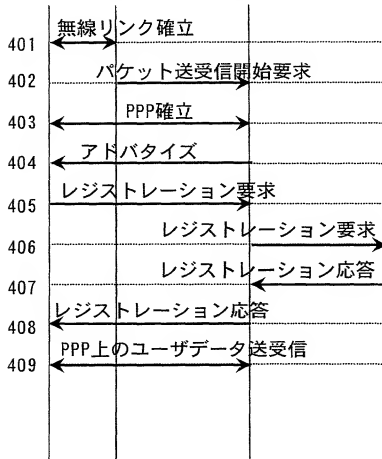 401 無線リンク確立
402 パケット送受信開始要求
403 PPP確立
404 アドバタイズ
405 レジストレーション要求
406 レジストレーション要求
407 レジストレーション応答
408 レジストレーション応答
409 PPP上のユーザデータ送受信